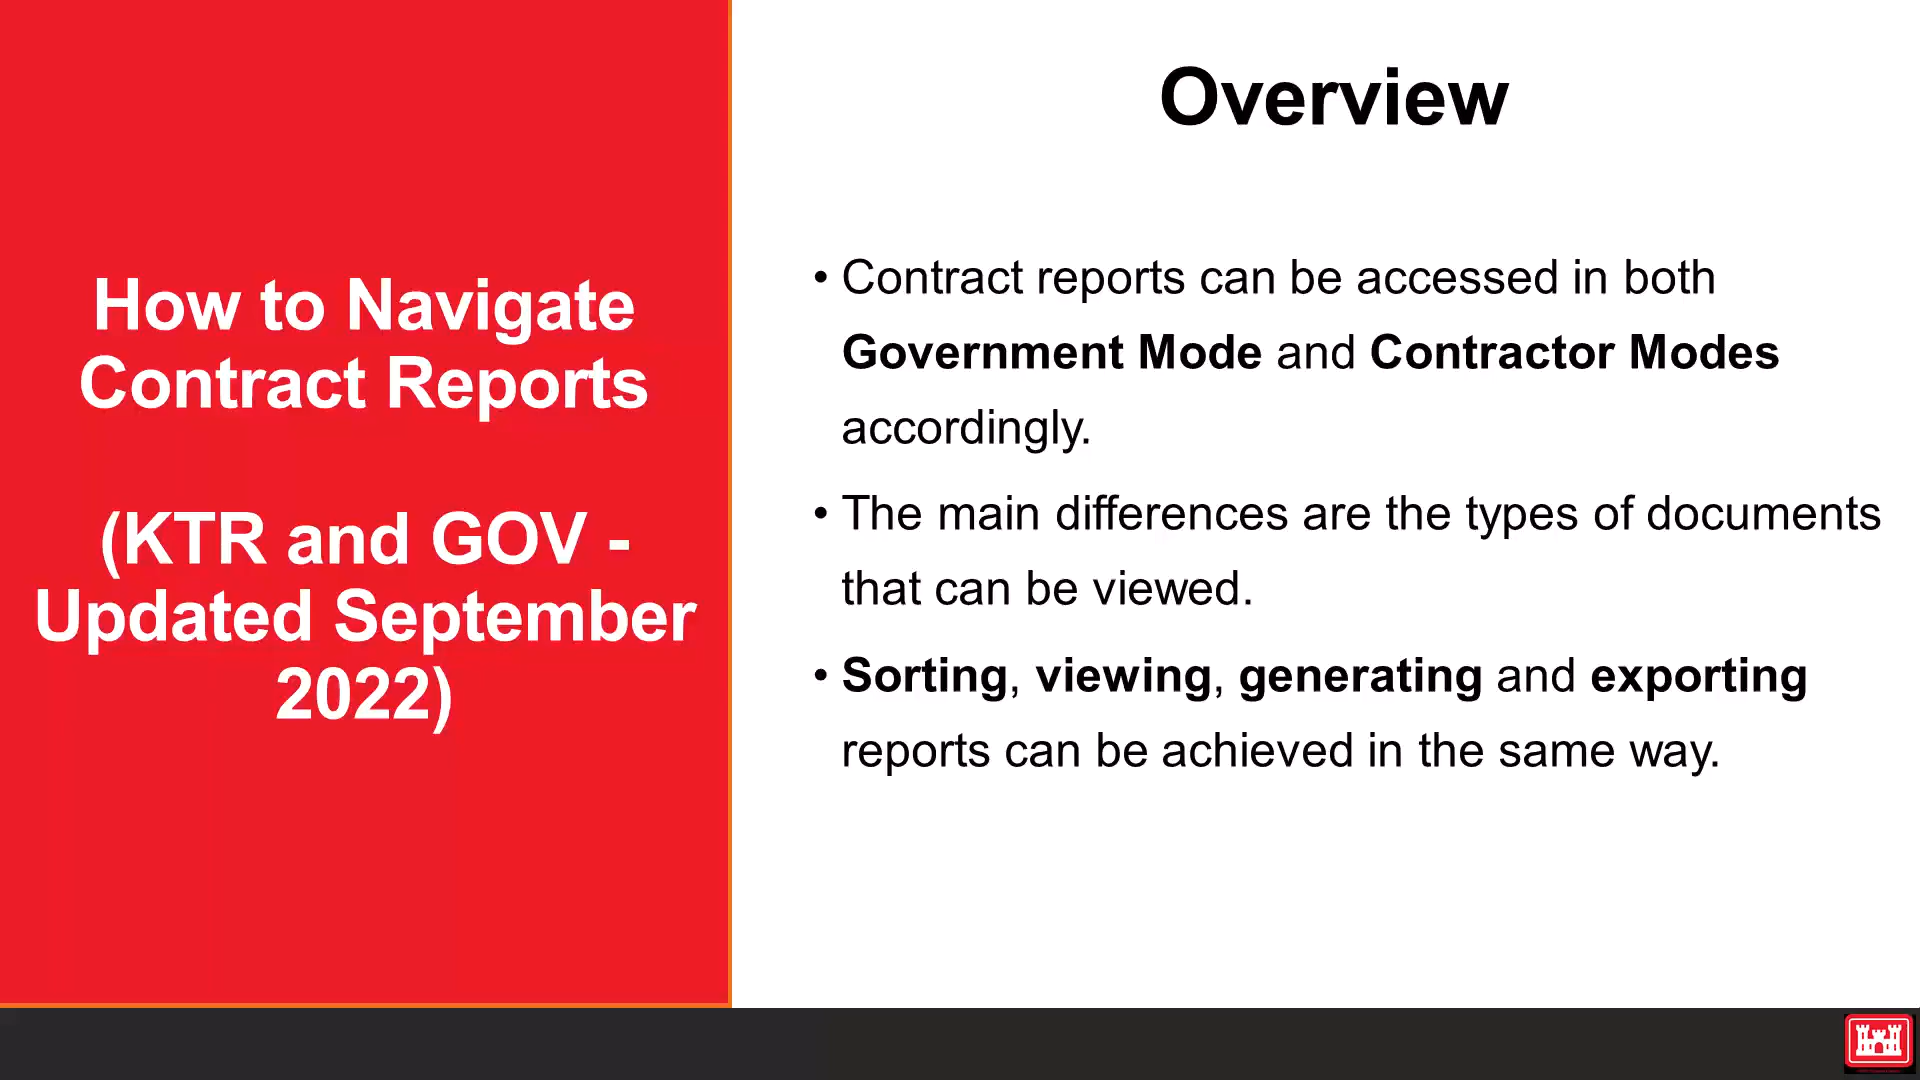 How to Navigate
Contract Reports
(KTR and GOV -
Updated September
2022)
Overview
• Contract reports can be accessed in both
Government Mode and Contractor Modes
accordingly.
• The main differences are the types of documents
that can be viewed.
• Sorting, viewing, generating and exporting
reports can be achieved in the same way.